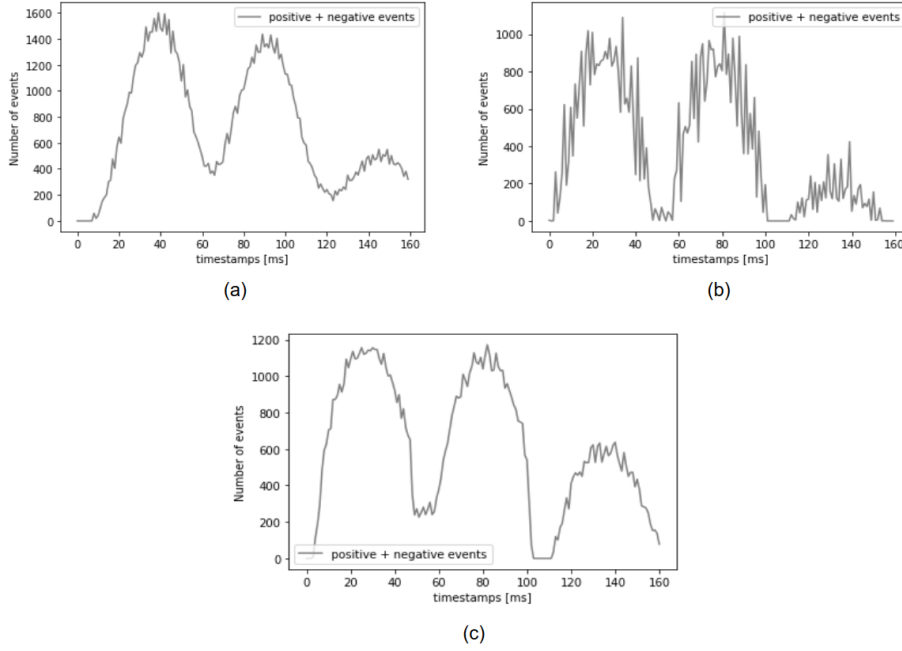 1600
1400
1200
1000
800
600
400
200
0
Number of events
positive + negative events
0 20 40 60 80 100 120 140 160
timestamps [ms]
(a)
1000
800
600
400
200
0
Number of events
positive + negative events
0 20 40 60 80 100 120 140 160
timestamps [ms]
(b)
1200
1000
800
600
400
200
0
Number of events
positive + negative events
0 20 40 60 80 100 120 140 160
timestamps [ms]
(c)